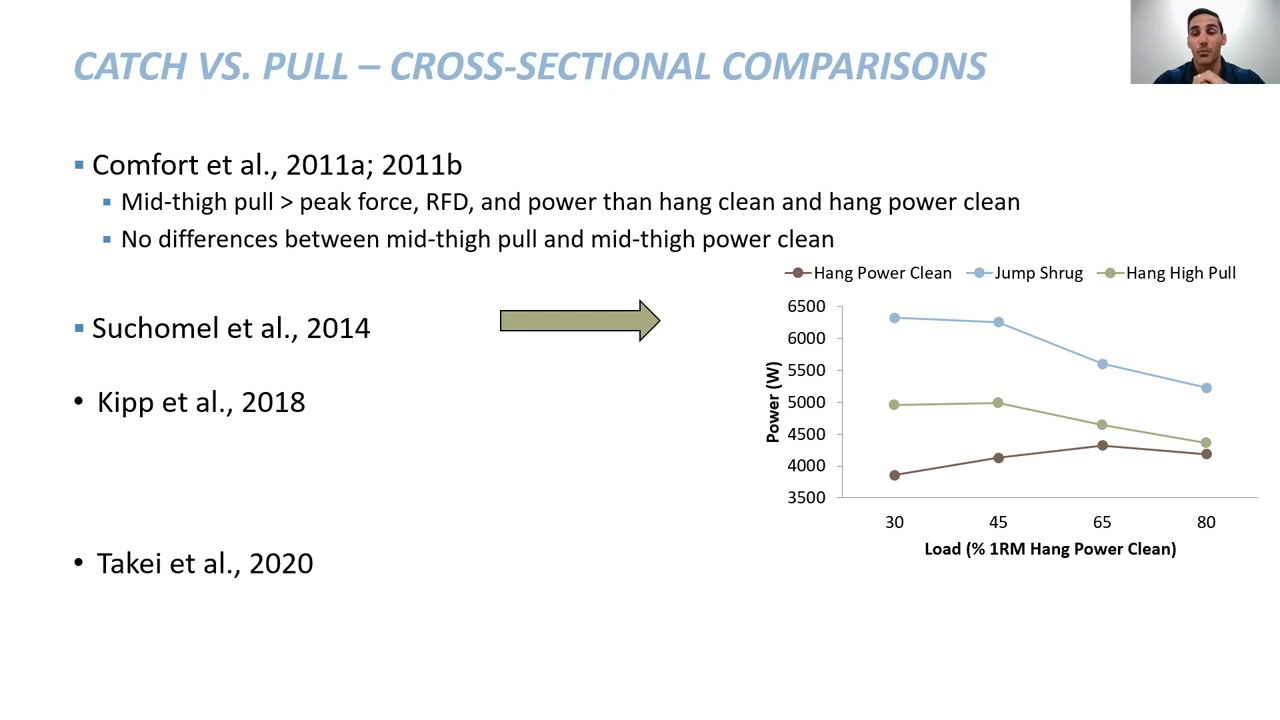 CATCH VS. PULL – CROSS-SECTIONAL COMPARISONS
Comfort et al., 2011a; 2011b
Mid-thigh pull > peak force, RFD, and power than hang clean and hang power clean
No differences between mid-thigh pull and mid-thigh power clean
Suchomel et al., 2014
Kipp et al., 2018
Takei et al., 2020
Hang Power Clean Jump Shrug Hang High Pull
6500
6000
5500
5000
4500
4000
3500
Power (W)
30 45 65 80
Load (% 1RM Hang Power Clean)